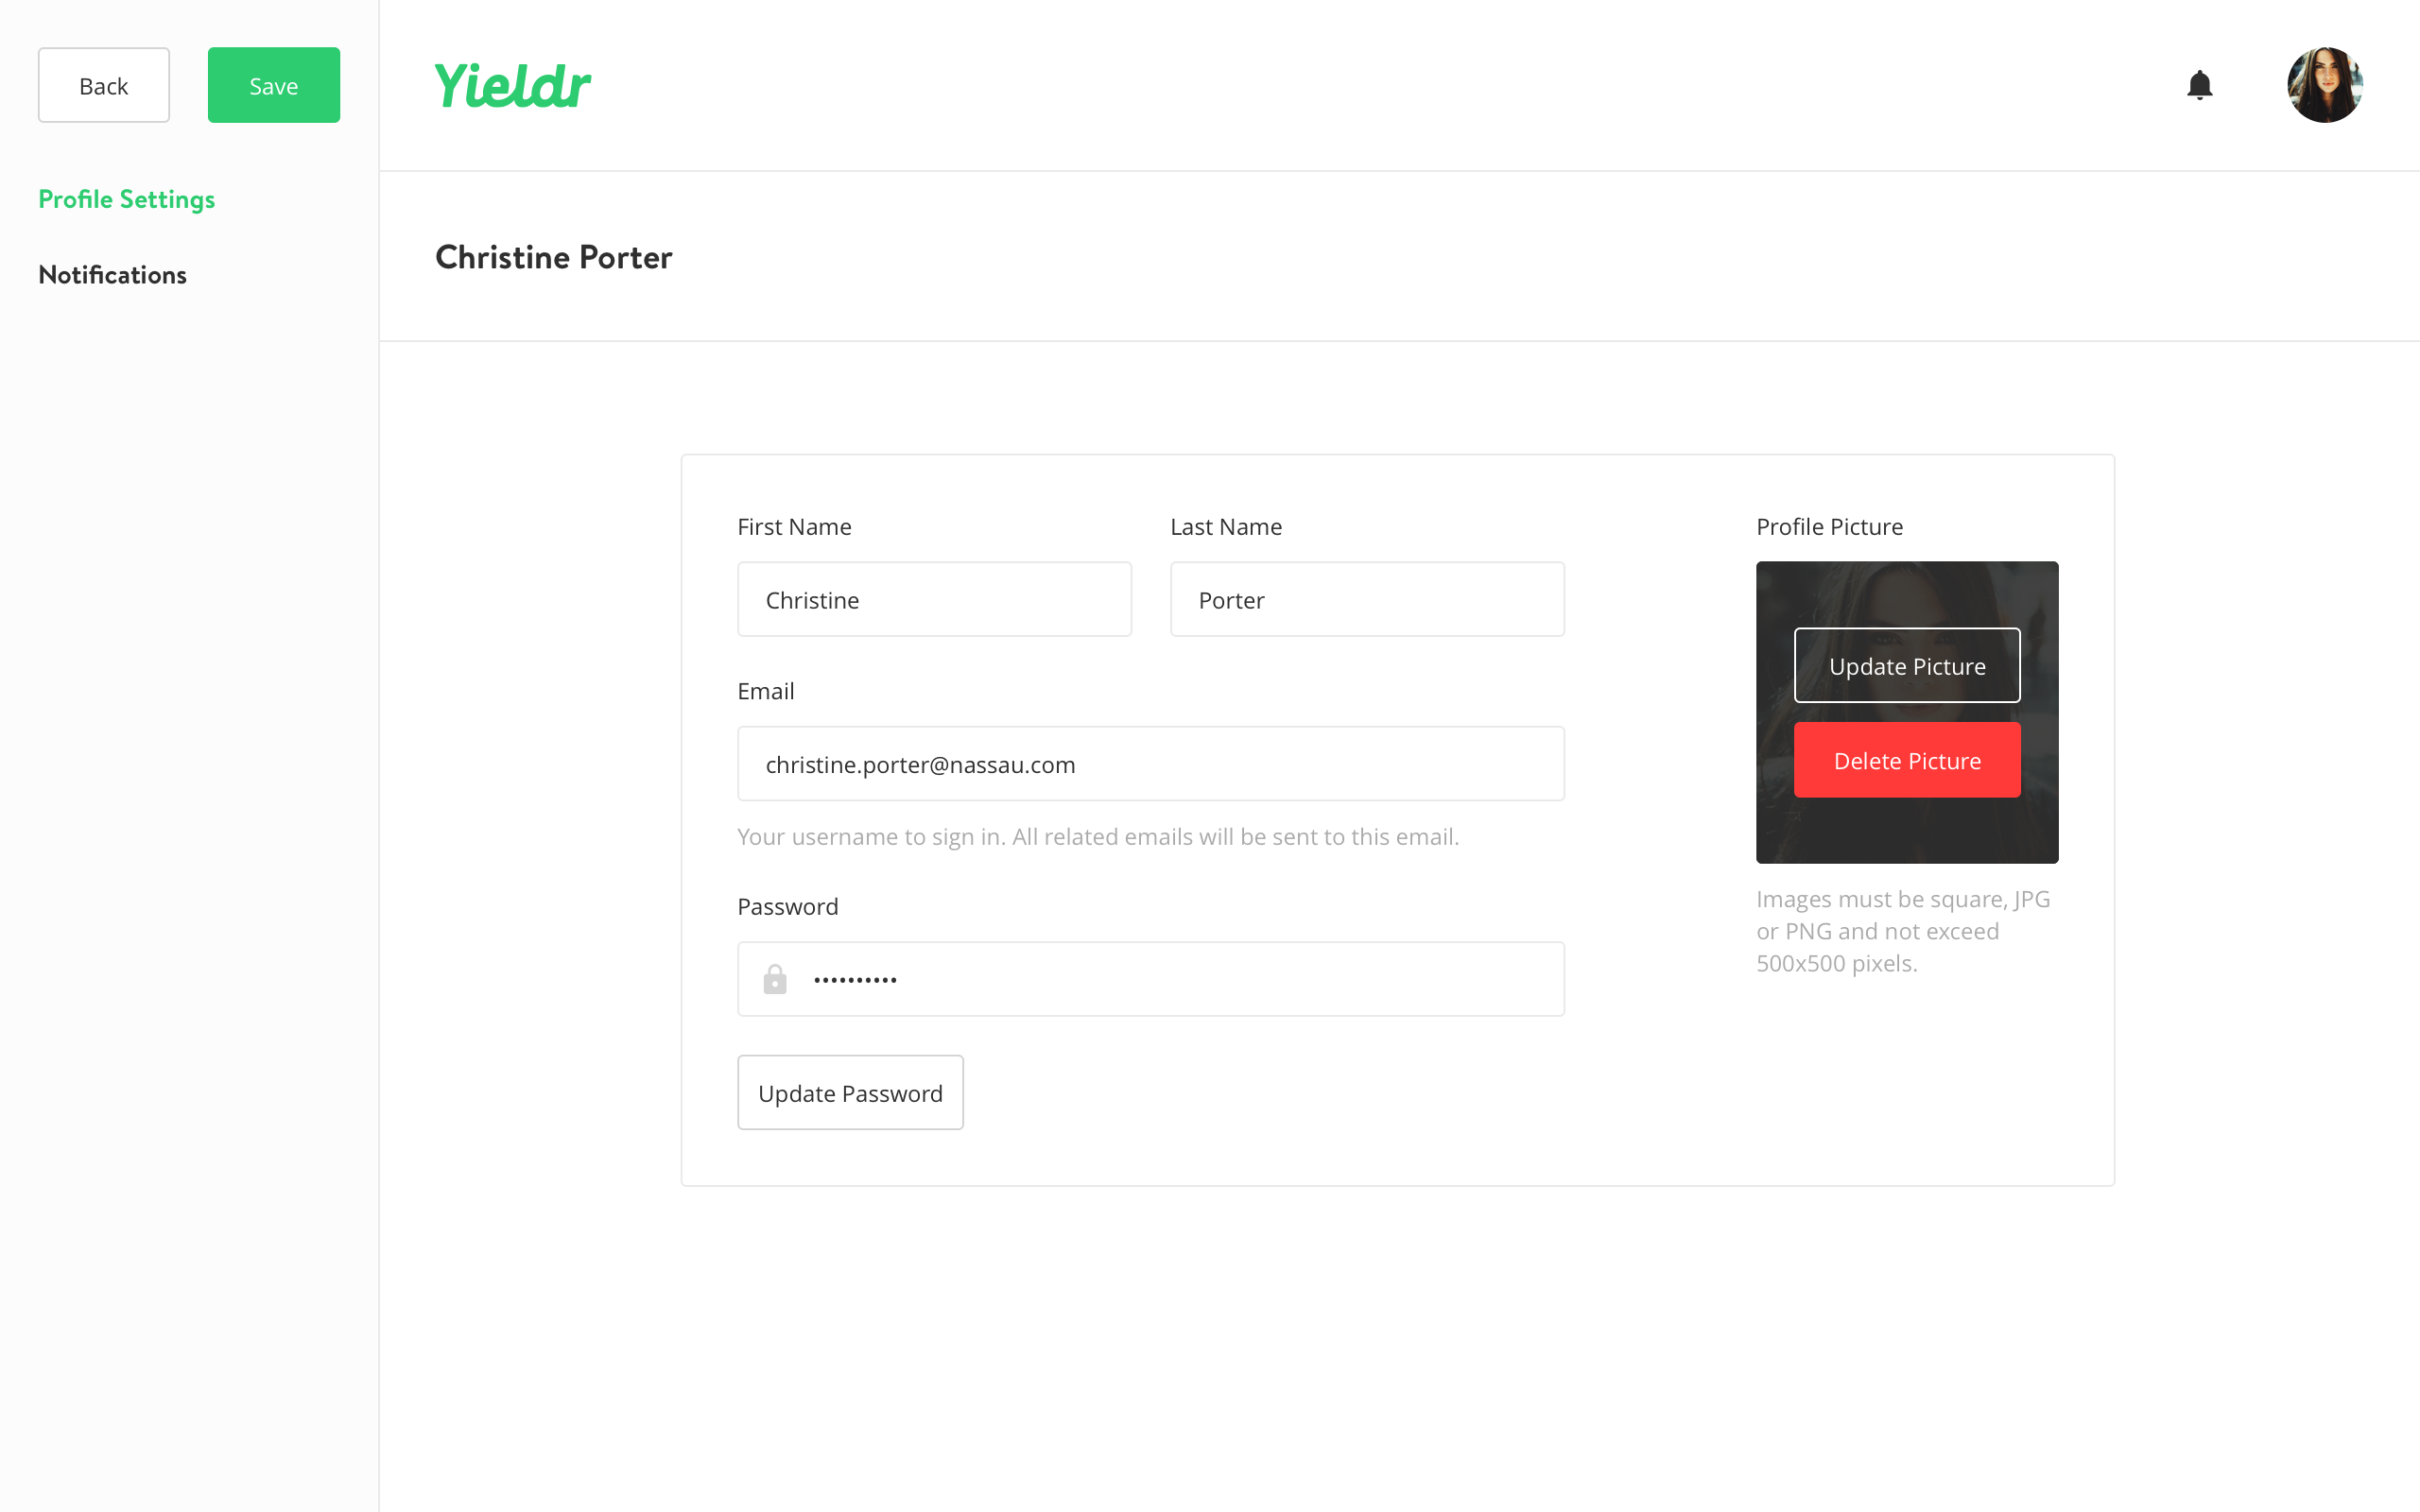 Back
Save
Yieldr
Profile Settings
Notifications
Christine Porter
First Name
Last Name
Profile Picture
Christine
Porter
Update Picture
Email
christine.porter@nassau.com
Delete Picture
Your username to sign in. All related emails will be sent to this email.
Password
Images must be square, JPG
or PNG and not exceed
500x500 pixels.
••••••••••
Update Password